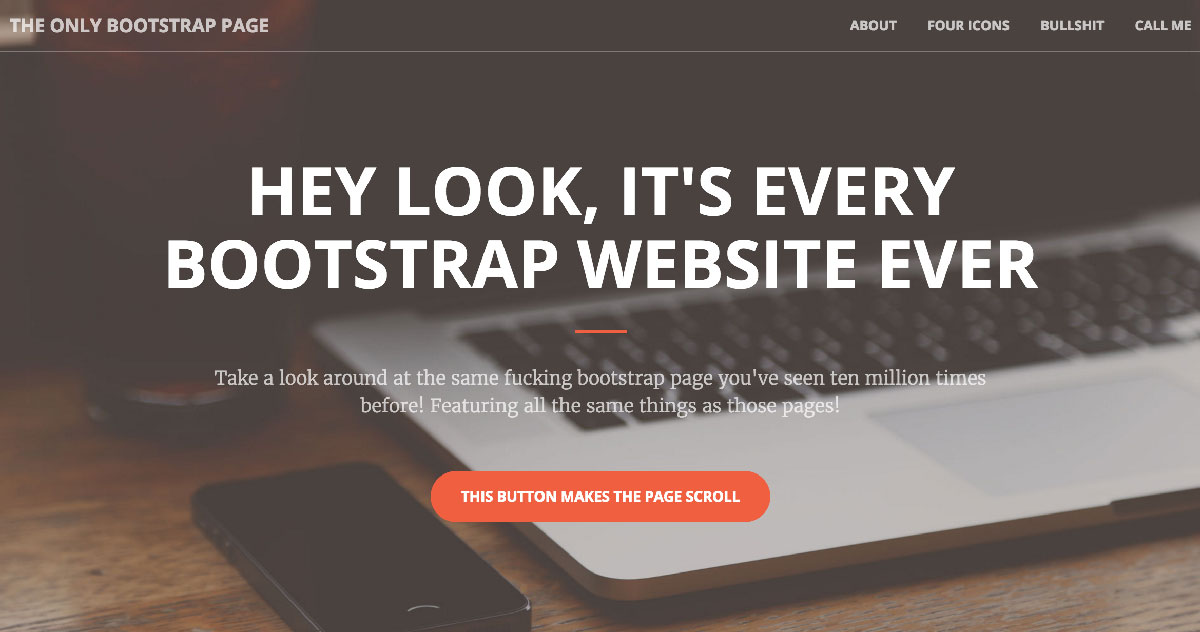 THE ONLY BOOTSTRAP PAGE
ABOUT
FOUR ICONS
BULLSHIT
CALL ME
HEY LOOK, IT'S EVERY
BOOTSTRAP WEBSITE EVER
Take a look around at the same fucking bootstrap page you've seen ten million times
before! Featuring all the same things as those pages!
THIS BUTTON MAKES THE PAGE SCROLL